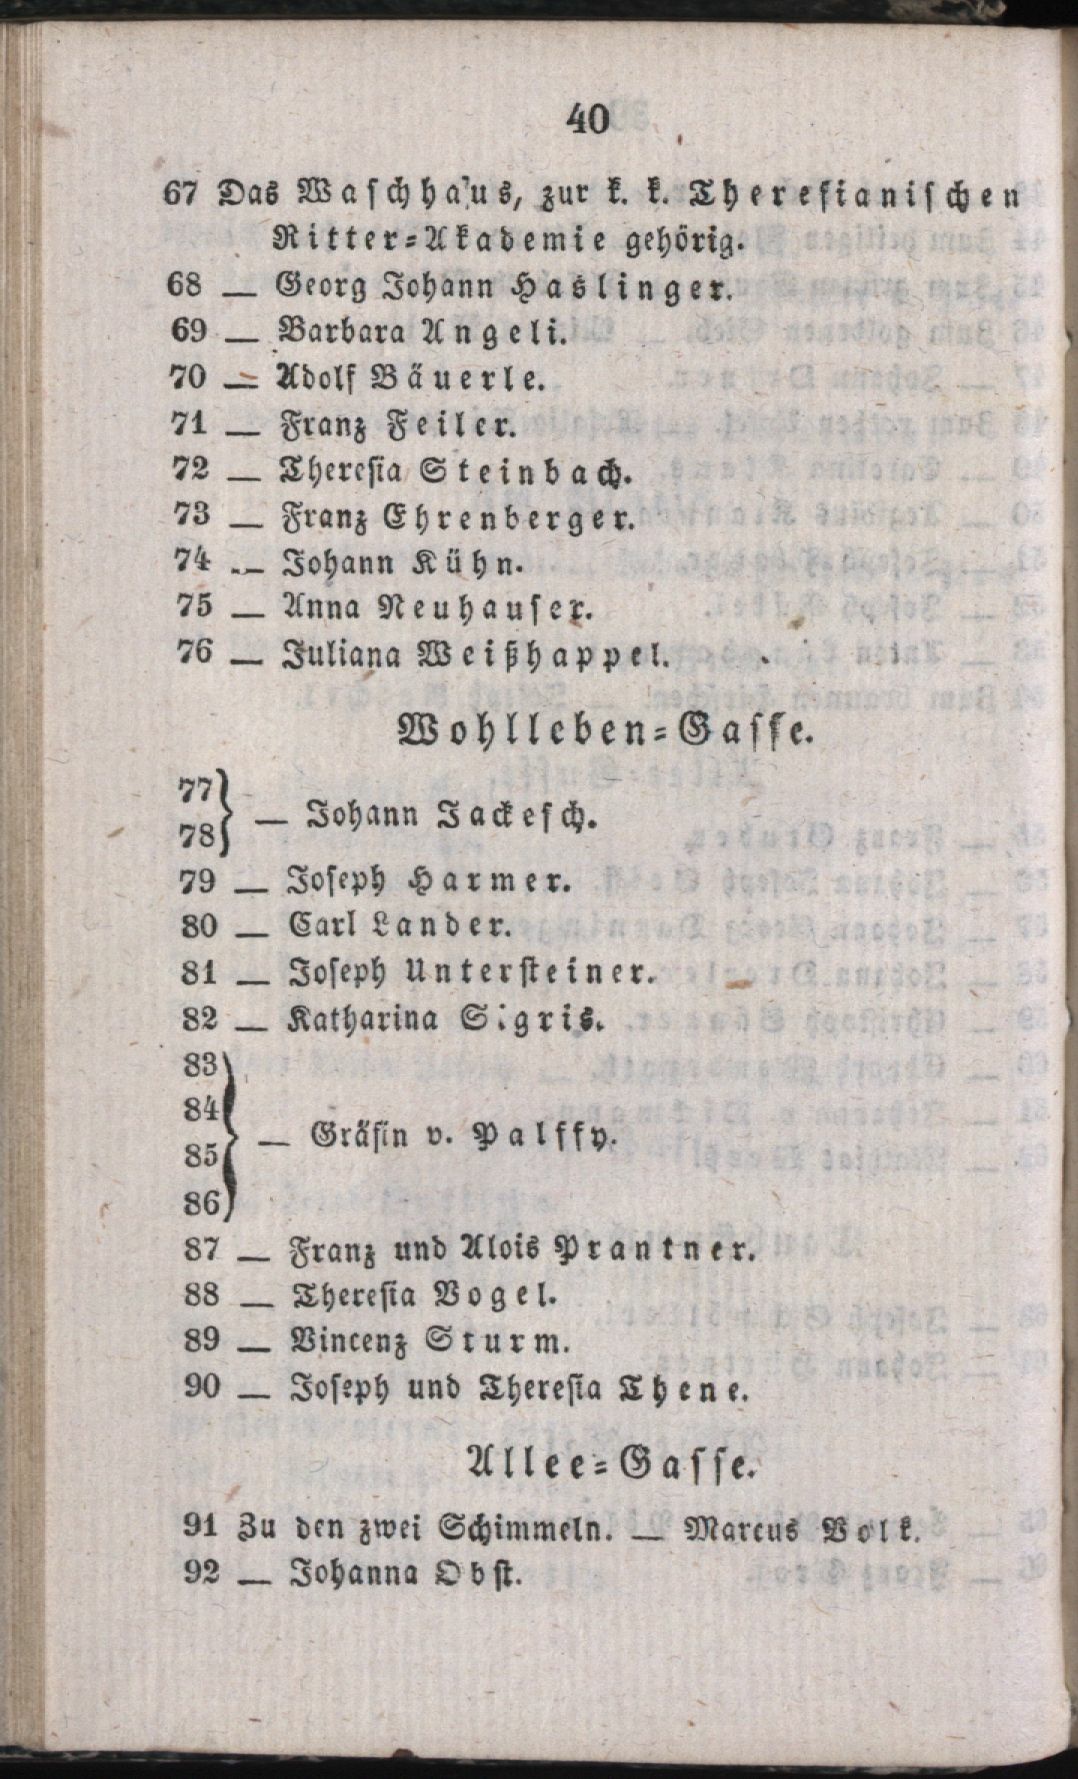 40
67 Das Waschhaus, zur k. k. Theresianischen
Ritter-Akademie gehörig.
68 — Georg Johann Haslinger.
69 — Barbara Angeli.
70 — Adolf Bäuerle.
71 — Franz Feiler.
72 — Theresia Steinbach.
73 — Franz Ehrenberger.
74 — Johann Kühn.
75 — Anna Neuhauser.
76 — Juliana Weißhappel.
Wohlleben-Gasse.
77
78 } — Johann Jackesch.
79 — Joseph Harmer.
80 — Carl Lander.
81 — Joseph Untersteiner.
82 — Katharina Sigris.
83
84
85 } — Gräfin v. Palffy.
86
87 — Franz und Alois Prantner.
88 — Theresia Vogel.
89 — Vincenz Sturm.
90 — Joseph und Theresia Thene.
Allee-Gasse.
91 Zu den zwei Schimmeln. — Marcus Volk.
92 — Johanna Obst.